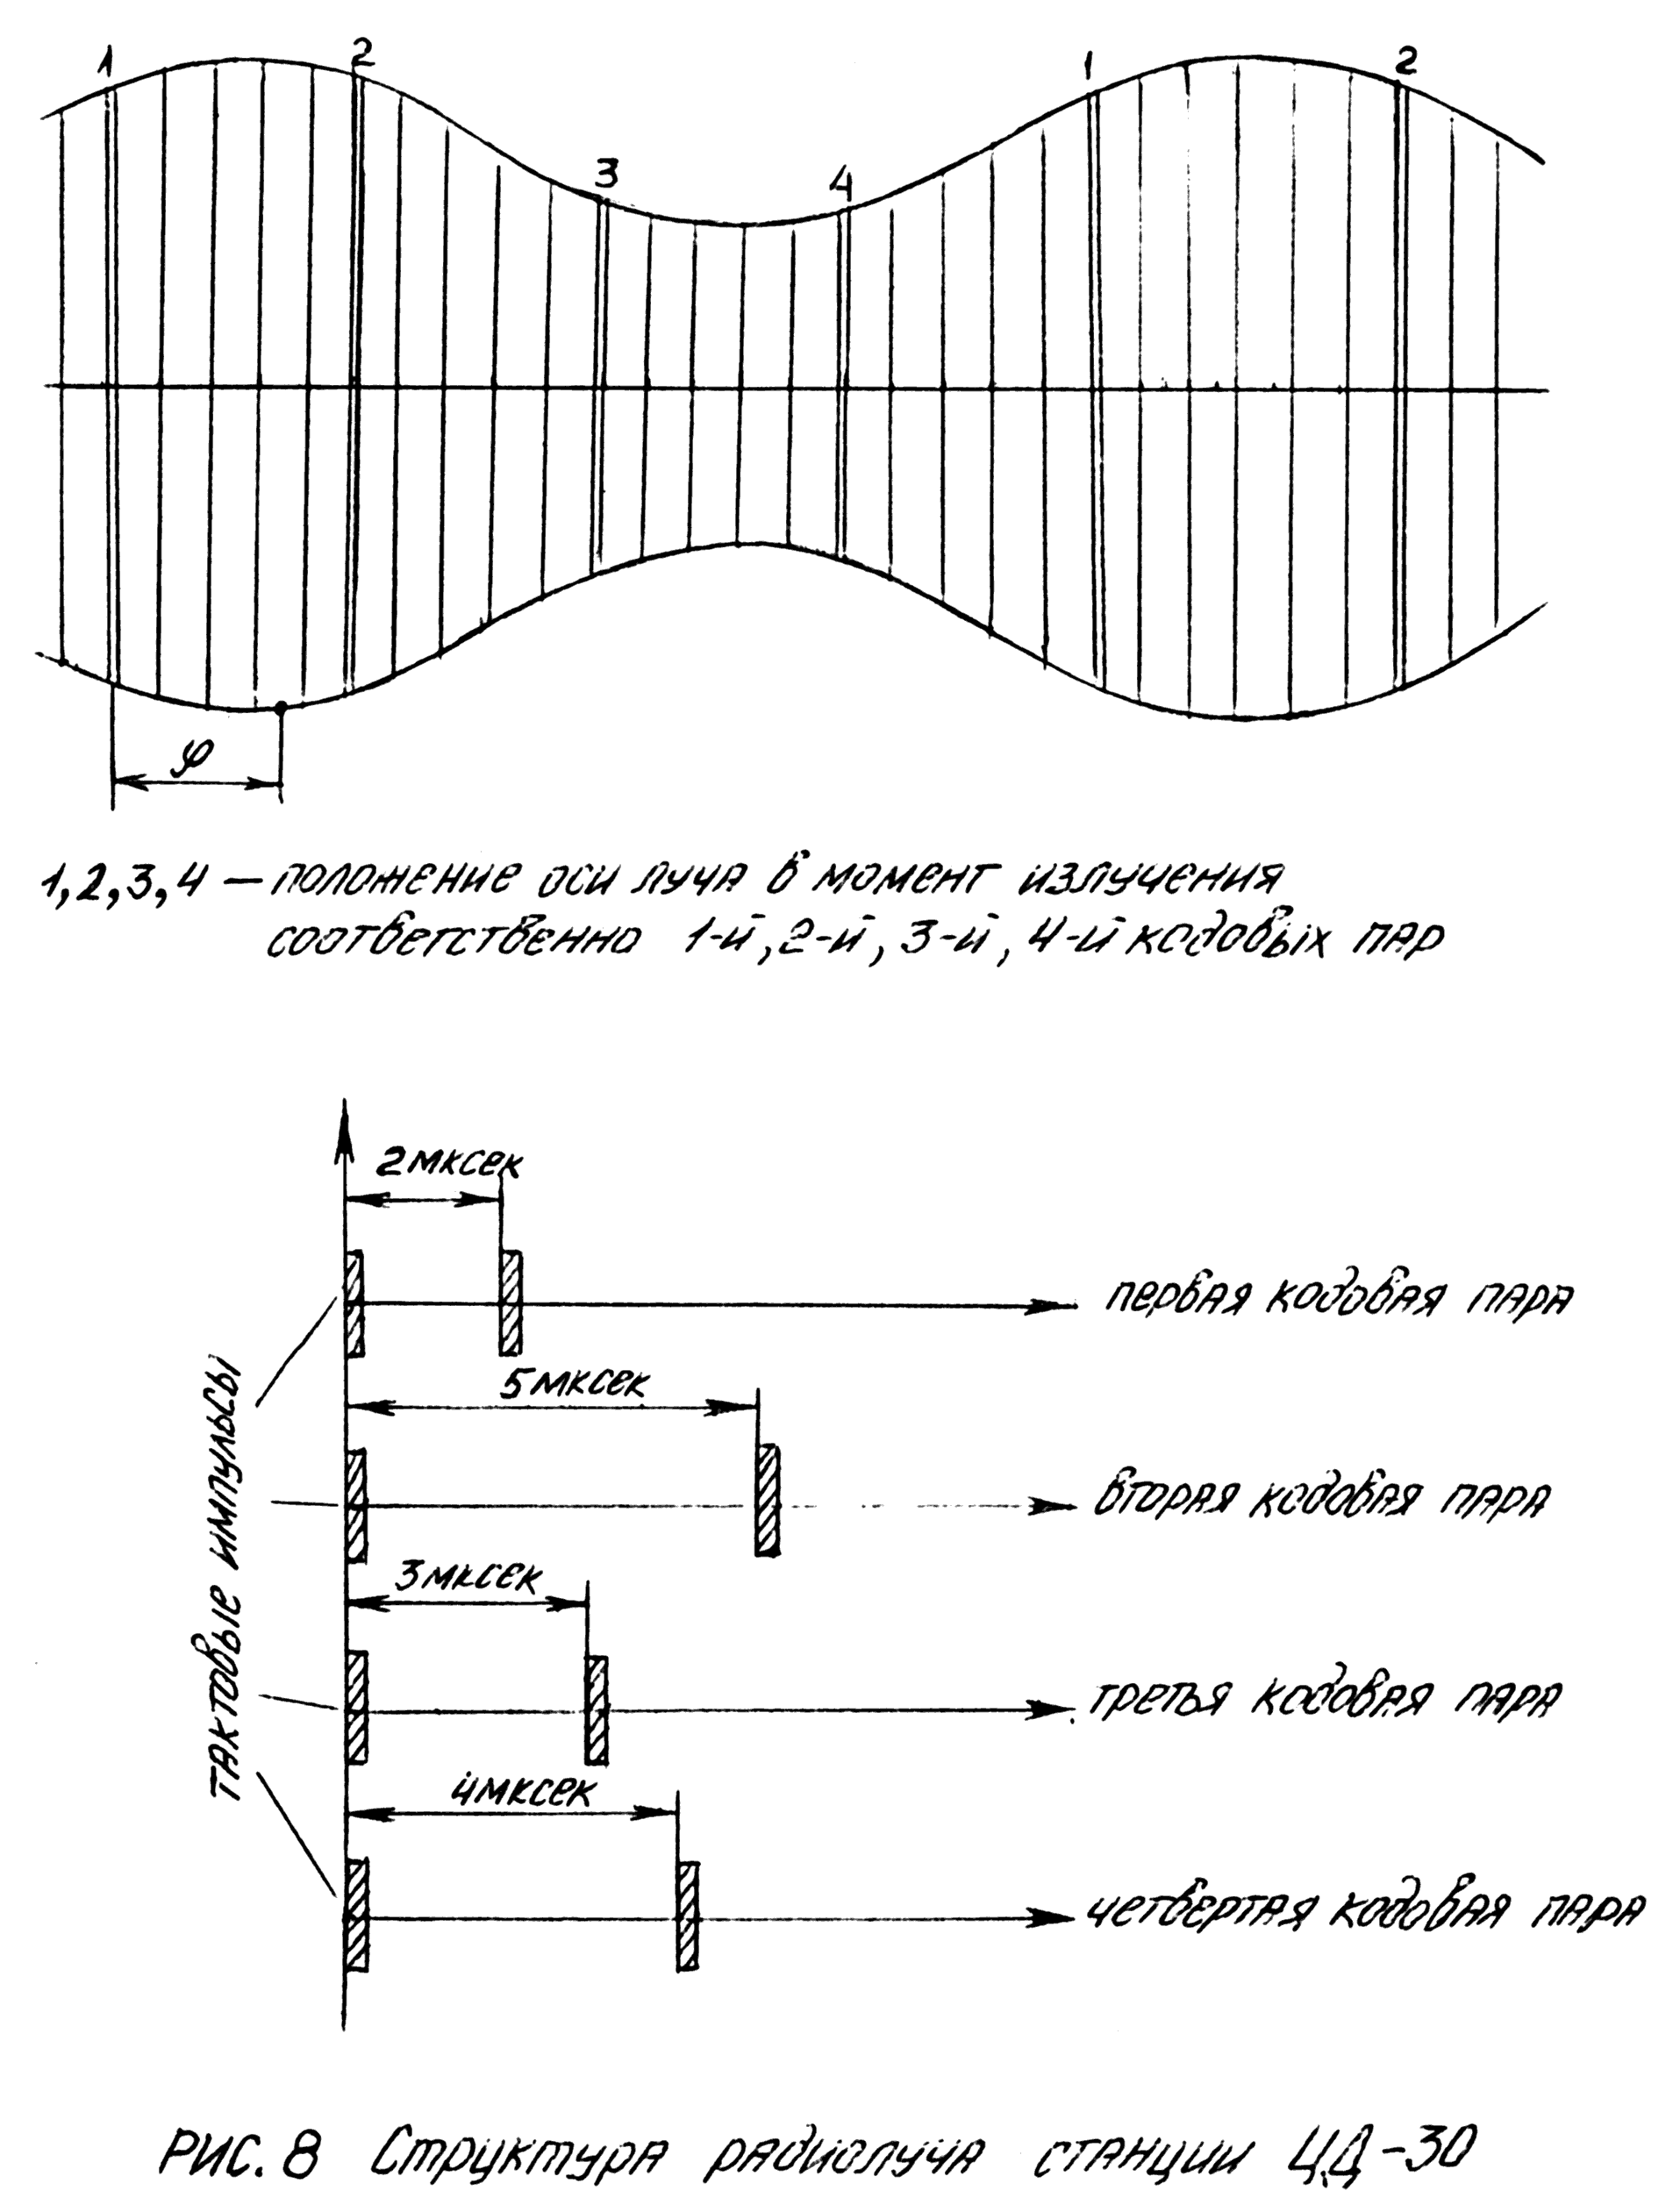 1 2 3 4 1 2
φ
1,2,3,4 — положение оси луча в момент излучения
соответственно 1-й, 2-й, 3-й, 4-й кодовых пар
2мксек
первая кодовая пара
5мксек
вторая кодовая пара
3мксек
третья кодовая пара
4мксек
четвертая кодовая пара
тактовые импульсы
Рис. 8 Структура радиолуча станции ЦД-30